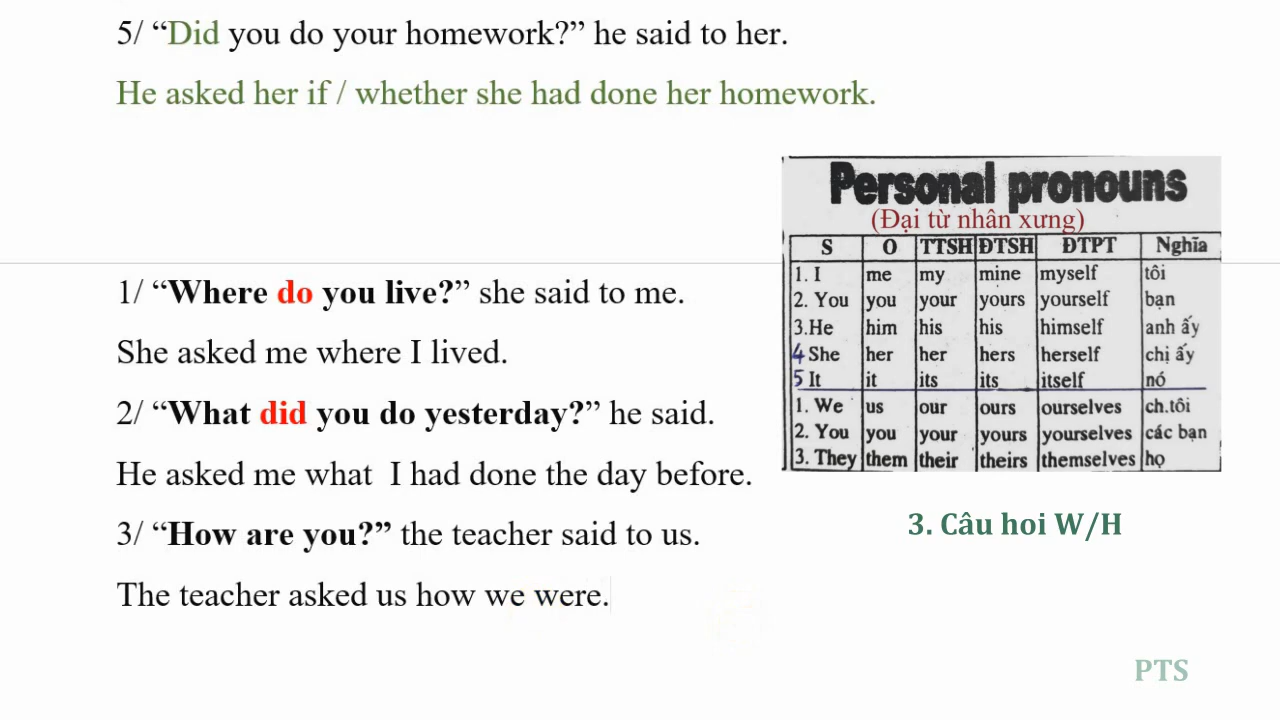 5/ “Did you do your homework?” he said to her.
He asked her if / whether she had done her homework.
Personal pronouns
(Đại từ nhân xưng)
S O TTSH ĐTSH ĐTPT Nghĩa
1. I me my mine myself tôi
2. You you your yours yourself bạn
3.He him his his himself anh ấy
4 She her her hers herself chị ấy
5 It it its its itself nó
1. We us our ours ourselves ch.tôi
2. You you your yours yourselves các bạn
3. They them their theirs themselves họ
1/ “Where do you live?” she said to me.
She asked me where I lived.
2/ “What did you do yesterday?” he said.
He asked me what I had done the day before.
3/ “How are you?” the teacher said to us.
The teacher asked us how we were.
3. Câu hoi W/H
PTS